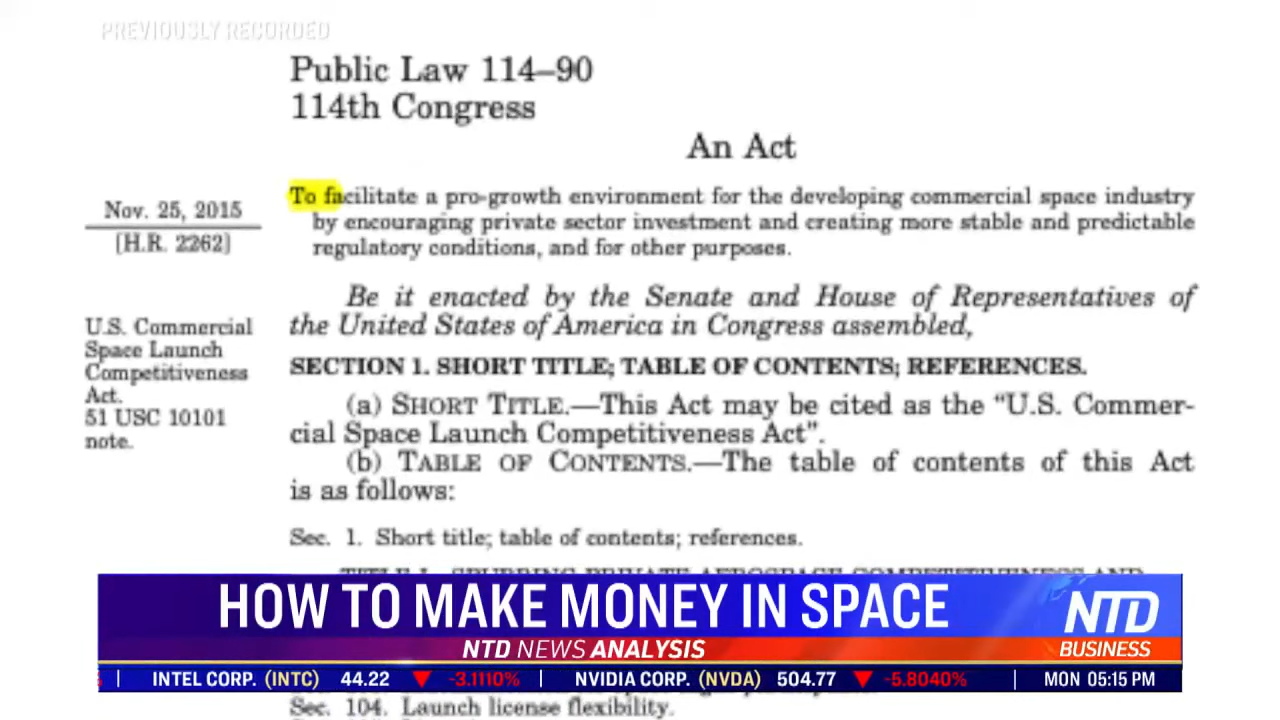 PREVIOUSLY RECORDED
Public Law 114–90
114th Congress
An Act
Nov. 25, 2015
[H.R. 2262]
To facilitate a pro-growth environment for the developing commercial space industry
by encouraging private sector investment and creating more stable and predictable
regulatory conditions, and for other purposes.
Be it enacted by the Senate and House of Representatives of
the United States of America in Congress assembled,
U.S. Commercial
Space Launch
Competitiveness
Act.
51 USC 10101
note.
SECTION 1. SHORT TITLE; TABLE OF CONTENTS; REFERENCES.
(a) SHORT TITLE.—This Act may be cited as the “U.S. Commer-
cial Space Launch Competitiveness Act”.
(b) TABLE OF CONTENTS.—The table of contents of this Act
is as follows:
Sec. 1. Short title; table of contents; references.
TITLE I—SPURRING PRIVATE AEROSPACE COMPETITIVENESS AND
HOW TO MAKE MONEY IN SPACE
NTD NEWS ANALYSIS
NTD
BUSINESS
INTEL CORP. (INTC) 44.22 ▼ -3.1110% | NVIDIA CORP. (NVDA) 504.77 ▼ -5.8040% | MON 05:15 PM
Sec. 104. Launch license flexibility.